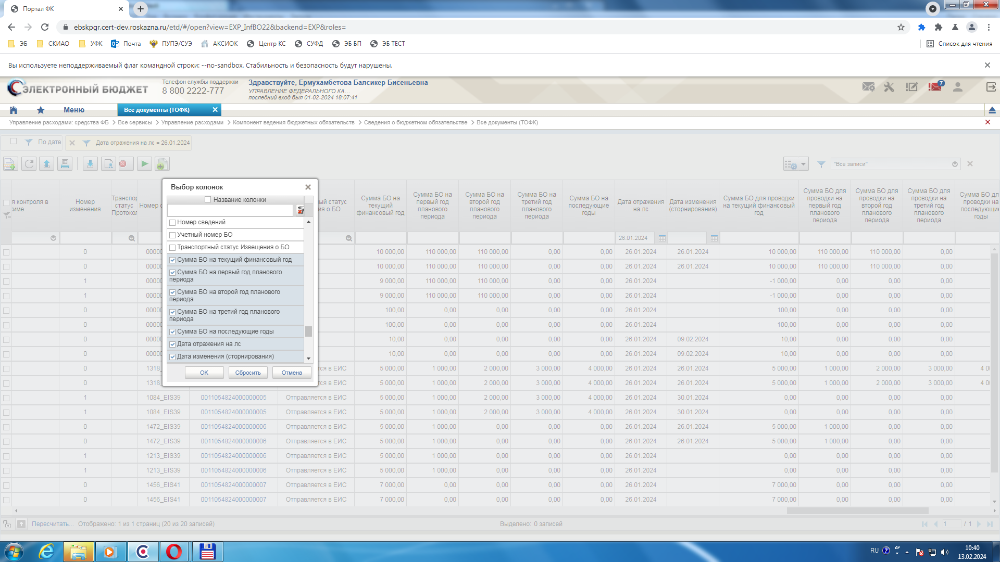 Портал ФК
ebskpgr.cert-dev.roskazna.ru/etd/#/open?view=EXP_InfBO22&backend=EXP&roles=
ЭБ СКИАО УФК Почта ПУПЭ/СУЭ АКСИОК Центр КС СУФД ЭБ БП ЭБ ТЕСТ Список для чтения
Вы используете неподдерживаемый флаг командной строки: --no-sandbox. Стабильность и безопасность будут нарушены.
ЭЛЕКТРОННЫЙ БЮДЖЕТ
Телефон службы поддержки
8 800 2222-777
Здравствуйте, Ермухамбетова Балсикер Бисеньевна
УПРАВЛЕНИЕ ФЕДЕРАЛЬНОГО КА...
последний вход был 01-02-2024 18:07:41
7
Меню Все документы (ТОФК)
Управление расходами: средства ФБ > Все сервисы > Управление расходами > Компонент ведения бюджетных обязательств > Сведения о бюджетном обязательстве > Все документы (ТОФК)
По дате Дата отражения на лс = 26.01.2024
"Все записи"
Выбор колонок
Название колонки
Номер сведений
Учетный номер БО
Транспортный статус Извещения о БО
Сумма БО на текущий финансовый год
Сумма БО на первый год планового
периода
Сумма БО на второй год планового
периода
Сумма БО на третий год планового
периода
Сумма БО на последующие годы
Дата отражения на лс
Дата изменения (сторнирования)
OK Сбросить Отмена
я контроля в
жиме
Номер
изменения
Транспор
статус
Протокол
Номер с
ный статус
я о БО
Сумма БО на
текущий
финансовый год
Сумма БО на
первый год
планового
периода
Сумма БО на
второй год
планового
периода
Сумма БО на
третий год
планового
периода
Сумма БО на
последующие
годы
Дата отражения
на лс
Дата изменения
(сторнирования)
Сумма БО для проводки
на текущий финансовый
год
Сумма БО для
проводки на
первый год
планового
периода
Сумма БО для
проводки на
второй год
планового
периода
Сумма БО для
проводки на
третий год
планового
периода
Сумма БО для
проводки на
последующие
годы
26.01.2024
0 0000 10 000,00 110 000,00 110 000,00 0,00 0,00 26.01.2024 26.01.2024 10 000,00 110 000,00 110 000,00 0,00
0 0000 10 000,00 110 000,00 110 000,00 0,00 0,00 26.01.2024 26.01.2024 10 000,00 110 000,00 110 000,00 0,00
1 0000 9 000,00 110 000,00 110 000,00 0,00 0,00 26.01.2024 -1 000,00 0,00 0,00 0,00
1 0000 9 000,00 110 000,00 110 000,00 0,00 0,00 26.01.2024 -1 000,00 0,00 0,00 0,00
0 0000 100,00 0,00 0,00 0,00 0,00 26.01.2024 100,00 0,00 0,00 0,00
0 0000 100,00 0,00 0,00 0,00 0,00 26.01.2024 100,00 0,00 0,00 0,00
0 0000 10,00 0,00 0,00 0,00 0,00 26.01.2024 09.02.2024 10,00 0,00 0,00 0,00
0 0000 10,00 0,00 0,00 0,00 0,00 26.01.2024 09.02.2024 10,00 0,00 0,00 0,00
0 1318_ тся в ЕИС 5 000,00 1 000,00 2 000,00 3 000,00 4 000,00 26.01.2024 26.01.2024 5 000,00 1 000,00 2 000,00 3 000,00 4 00
0 1318_ тся в ЕИС 5 000,00 1 000,00 2 000,00 3 000,00 4 000,00 26.01.2024 26.01.2024 5 000,00 1 000,00 2 000,00 3 000,00 4 00
1 1084_EIS39 0011054824000000005 Отправляется в ЕИС 5 000,00 1 000,00 2 000,00 3 000,00 4 000,00 26.01.2024 30.01.2024 0,00 0,00 0,00 0,00
1 1084_EIS39 0011054824000000005 Отправляется в ЕИС 5 000,00 1 000,00 2 000,00 3 000,00 4 000,00 26.01.2024 30.01.2024 0,00 0,00 0,00 0,00
0 1472_EIS39 0011054824000000006 Отправляется в ЕИС 5 000,00 1 000,00 0,00 0,00 0,00 26.01.2024 26.01.2024 5 000,00 1 000,00 0,00 0,00
0 1472_EIS39 0011054824000000006 Отправляется в ЕИС 5 000,00 1 000,00 0,00 0,00 0,00 26.01.2024 26.01.2024 5 000,00 1 000,00 0,00 0,00
1 1213_EIS39 0011054824000000006 Отправляется в ЕИС 5 000,00 1 000,00 0,00 0,00 0,00 26.01.2024 0,00 0,00 0,00 0,00
1 1213_EIS39 0011054824000000006 Отправляется в ЕИС 5 000,00 1 000,00 0,00 0,00 0,00 26.01.2024 0,00 0,00 0,00 0,00
0 1456_EIS41 0011054824000000007 Отправляется в ЕИС 7 000,00 0,00 0,00 0,00 0,00 26.01.2024 7 000,00 0,00 0,00 0,00
0 1456_EIS41 0011054824000000007 Отправляется в ЕИС 7 000,00 0,00 0,00 0,00 0,00 26.01.2024 7 000,00 0,00 0,00 0,00
Пересчитать... Отображено: 1 из 1 страниц (20 из 20 записей) Выделено: 0 записей 1 / 1
RU 10:40
13.02.2024